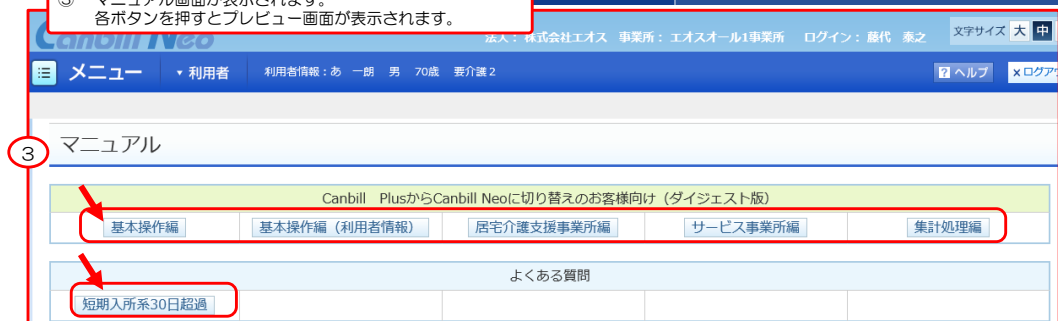 ③ マニュアル画面が表示されます。
各ボタンを押すとプレビュー画面が表示されます。
Canbill Neo
法人：株式会社エオス 事業所：エオスオール1事業所 ログイン：藤代 泰之 文字サイズ 大 中
メニュー ▼利用者 利用者情報：あ 一朗 男 70歳 要介護2 ? ヘルプ ×ログア
③
マニュアル
Canbill PlusからCanbill Neoに切り替えのお客様向け（ダイジェスト版）
基本操作編 基本操作編（利用者情報） 居宅介護支援事業所編 サービス事業所編 集計処理編
よくある質問
短期入所系30日超過